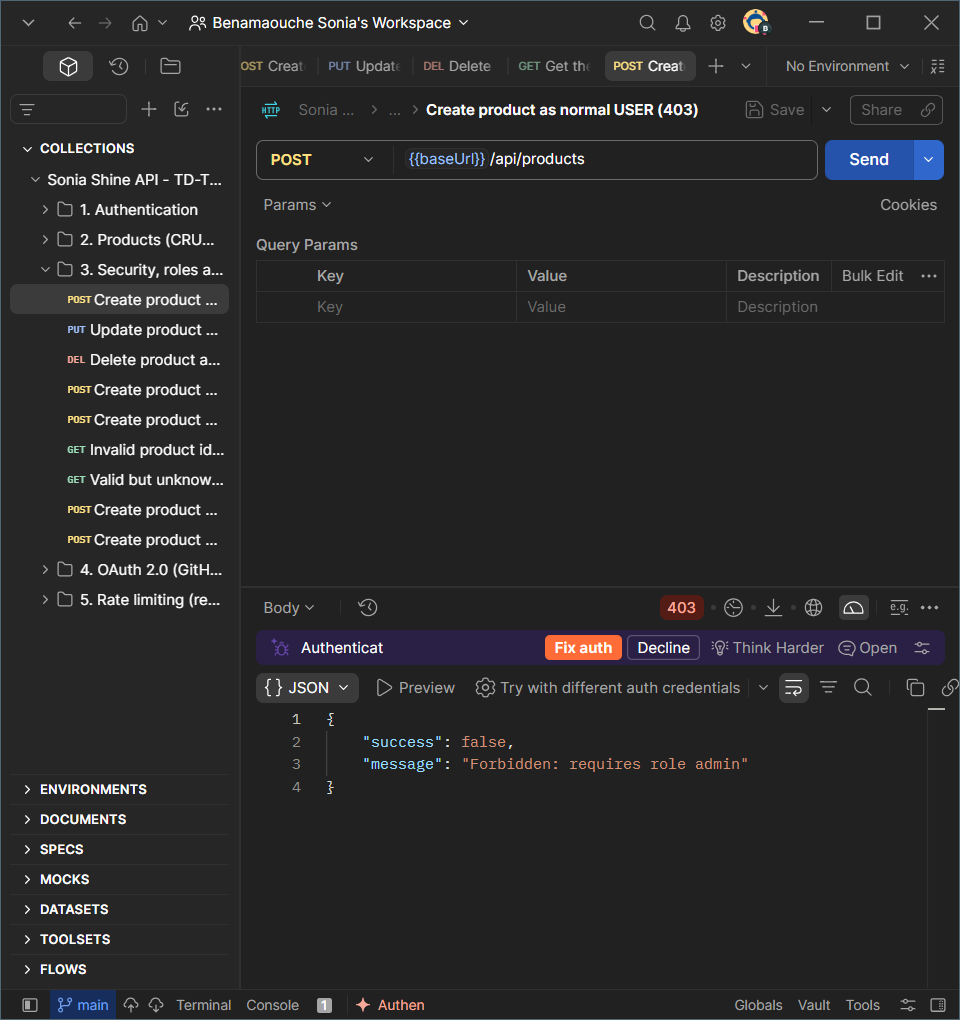 Benamaouche Sonia's Workspace
B
POST Creat PUT Update DEL Delete GET Get the POST Creat No Environment
HTTP Sonia ... > ... > Create product as normal USER (403) Save Share
COLLECTIONS
POST {{baseUrl}} /api/products Send
Sonia Shine API - TD-T...
Params Cookies
1. Authentication
2. Products (CRU...
Query Params
3. Security, roles a...
Key Value Description Bulk Edit
POST Create product ...
Key Value Description
PUT Update product ...
DEL Delete product a...
POST Create product ...
POST Create product ...
GET Invalid product id...
GET Valid but unknow...
POST Create product ...
POST Create product ...
4. OAuth 2.0 (GitH...
5. Rate limiting (re...
Body 403 e.g.
Authenticat Fix auth Decline Think Harder Open
{} JSON Preview Try with different auth credentials
1 {
2 "success": false,
3 "message": "Forbidden: requires role admin"
4 }
ENVIRONMENTS
DOCUMENTS
SPECS
MOCKS
DATASETS
TOOLSETS
FLOWS
main Terminal Console 1 Authen Globals Vault Tools